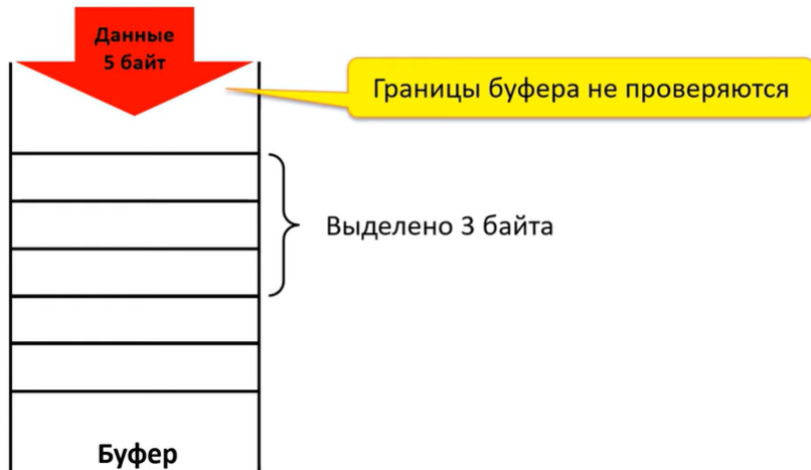 Данные
5 байт
Границы буфера не проверяются
Выделено 3 байта
Буфер